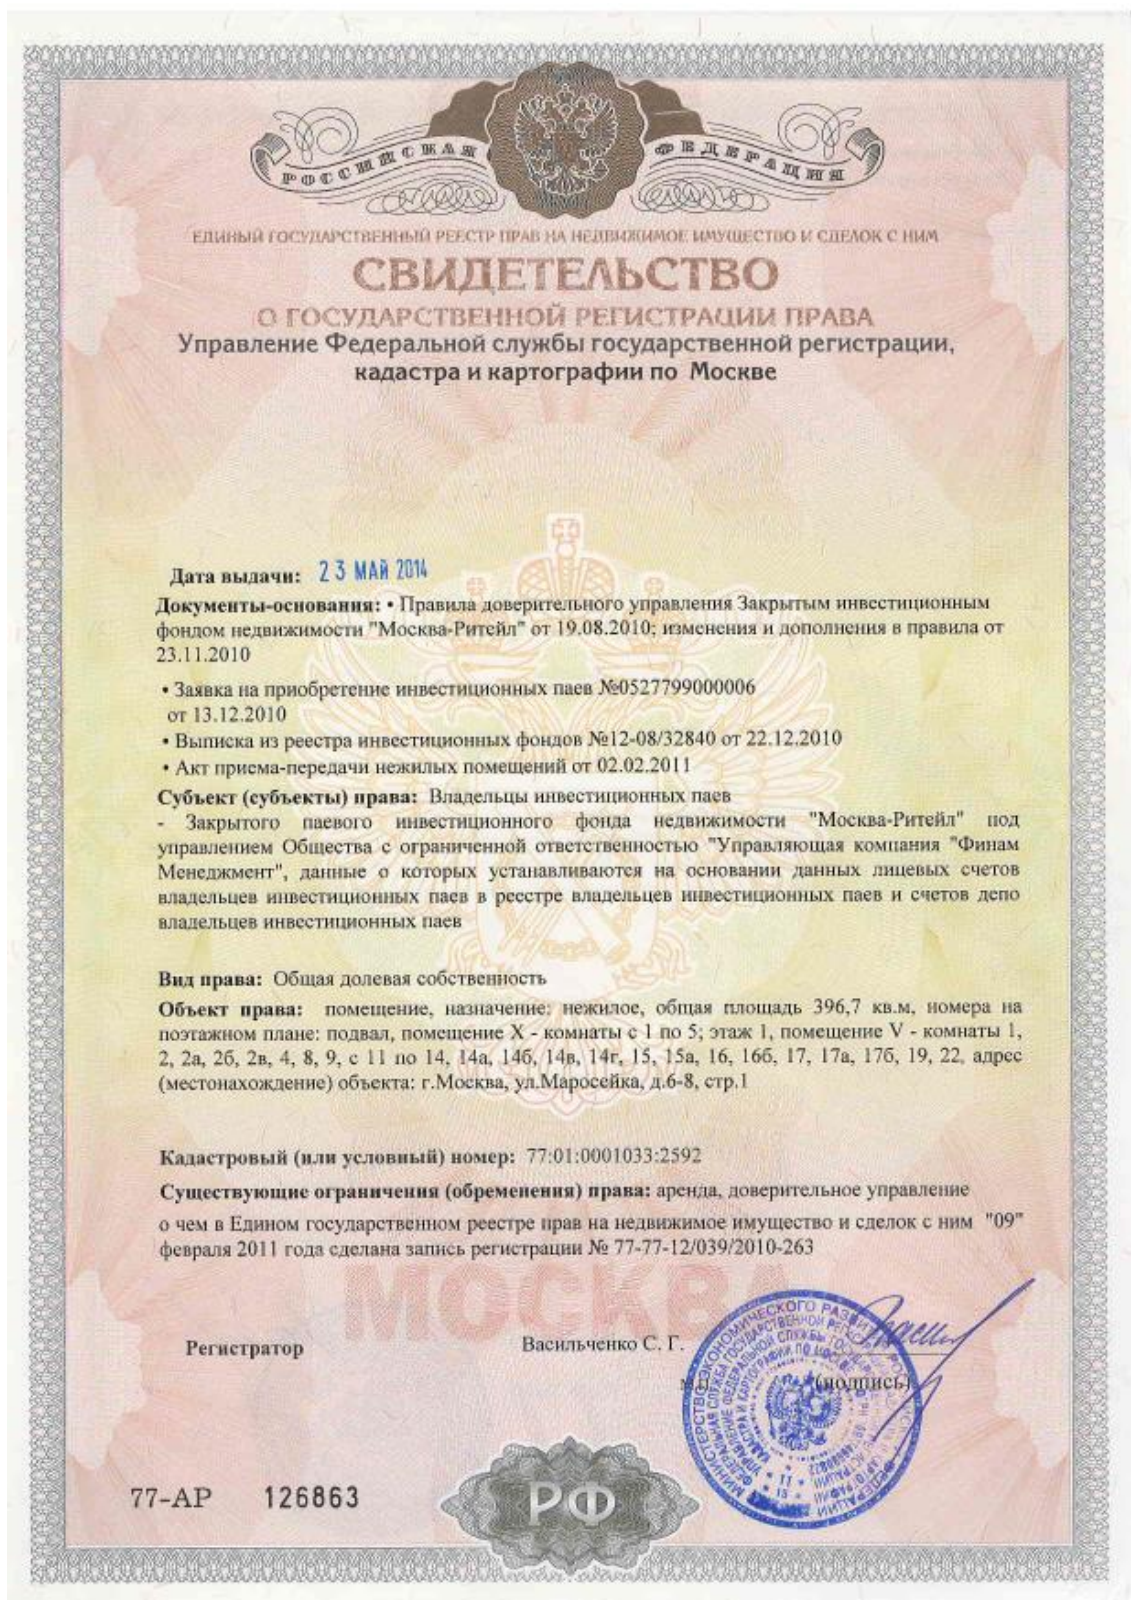 РОССИЙСКАЯ ФЕДЕРАЦИЯ
ЕДИНЫЙ ГОСУДАРСТВЕННЫЙ РЕЕСТР ПРАВ НА НЕДВИЖИМОЕ ИМУЩЕСТВО И СДЕЛОК С НИМ
СВИДЕТЕЛЬСТВО
О ГОСУДАРСТВЕННОЙ РЕГИСТРАЦИИ ПРАВА
Управление Федеральной службы государственной регистрации,
кадастра и картографии по Москве
Дата выдачи: 23 МАЙ 2014
Документы-основания: • Правила доверительного управления Закрытым инвестиционным
фондом недвижимости "Москва-Ритейл" от 19.08.2010; изменения и дополнения в правила от
23.11.2010
• Заявка на приобретение инвестиционных паев №0527799000006
от 13.12.2010
• Выписка из реестра инвестиционных фондов №12-08/32840 от 22.12.2010
• Акт приема-передачи нежилых помещений от 02.02.2011
Субъект (субъекты) права: Владельцы инвестиционных паев
- Закрытого паевого инвестиционного фонда недвижимости "Москва-Ритейл" под
управлением Общества с ограниченной ответственностью "Управляющая компания "Финам
Менеджмент", данные о которых устанавливаются на основании данных лицевых счетов
владельцев инвестиционных паев в реестре владельцев инвестиционных паев и счетов депо
владельцев инвестиционных паев
Вид права: Общая долевая собственность
Объект права: помещение, назначение: нежилое, общая площадь 396,7 кв.м, номера на
поэтажном плане: подвал, помещение X - комнаты с 1 по 5; этаж 1, помещение V - комнаты 1,
2, 2а, 2б, 2в, 4, 8, 9, с 11 по 14, 14а, 14б, 14в, 14г, 15, 15а, 16, 16б, 17, 17а, 17б, 19, 22, адрес
(местонахождение) объекта: г.Москва, ул.Маросейка, д.6-8, стр.1
Кадастровый (или условный) номер: 77:01:0001033:2592
Существующие ограничения (обременения) права: аренда, доверительное управление
о чем в Едином государственном реестре прав на недвижимое имущество и сделок с ним "09"
февраля 2011 года сделана запись регистрации № 77-77-12/039/2010-263
МОСКВА
Регистратор Васильченко С. Г.
(подпись)
77-АР 126863
РФ